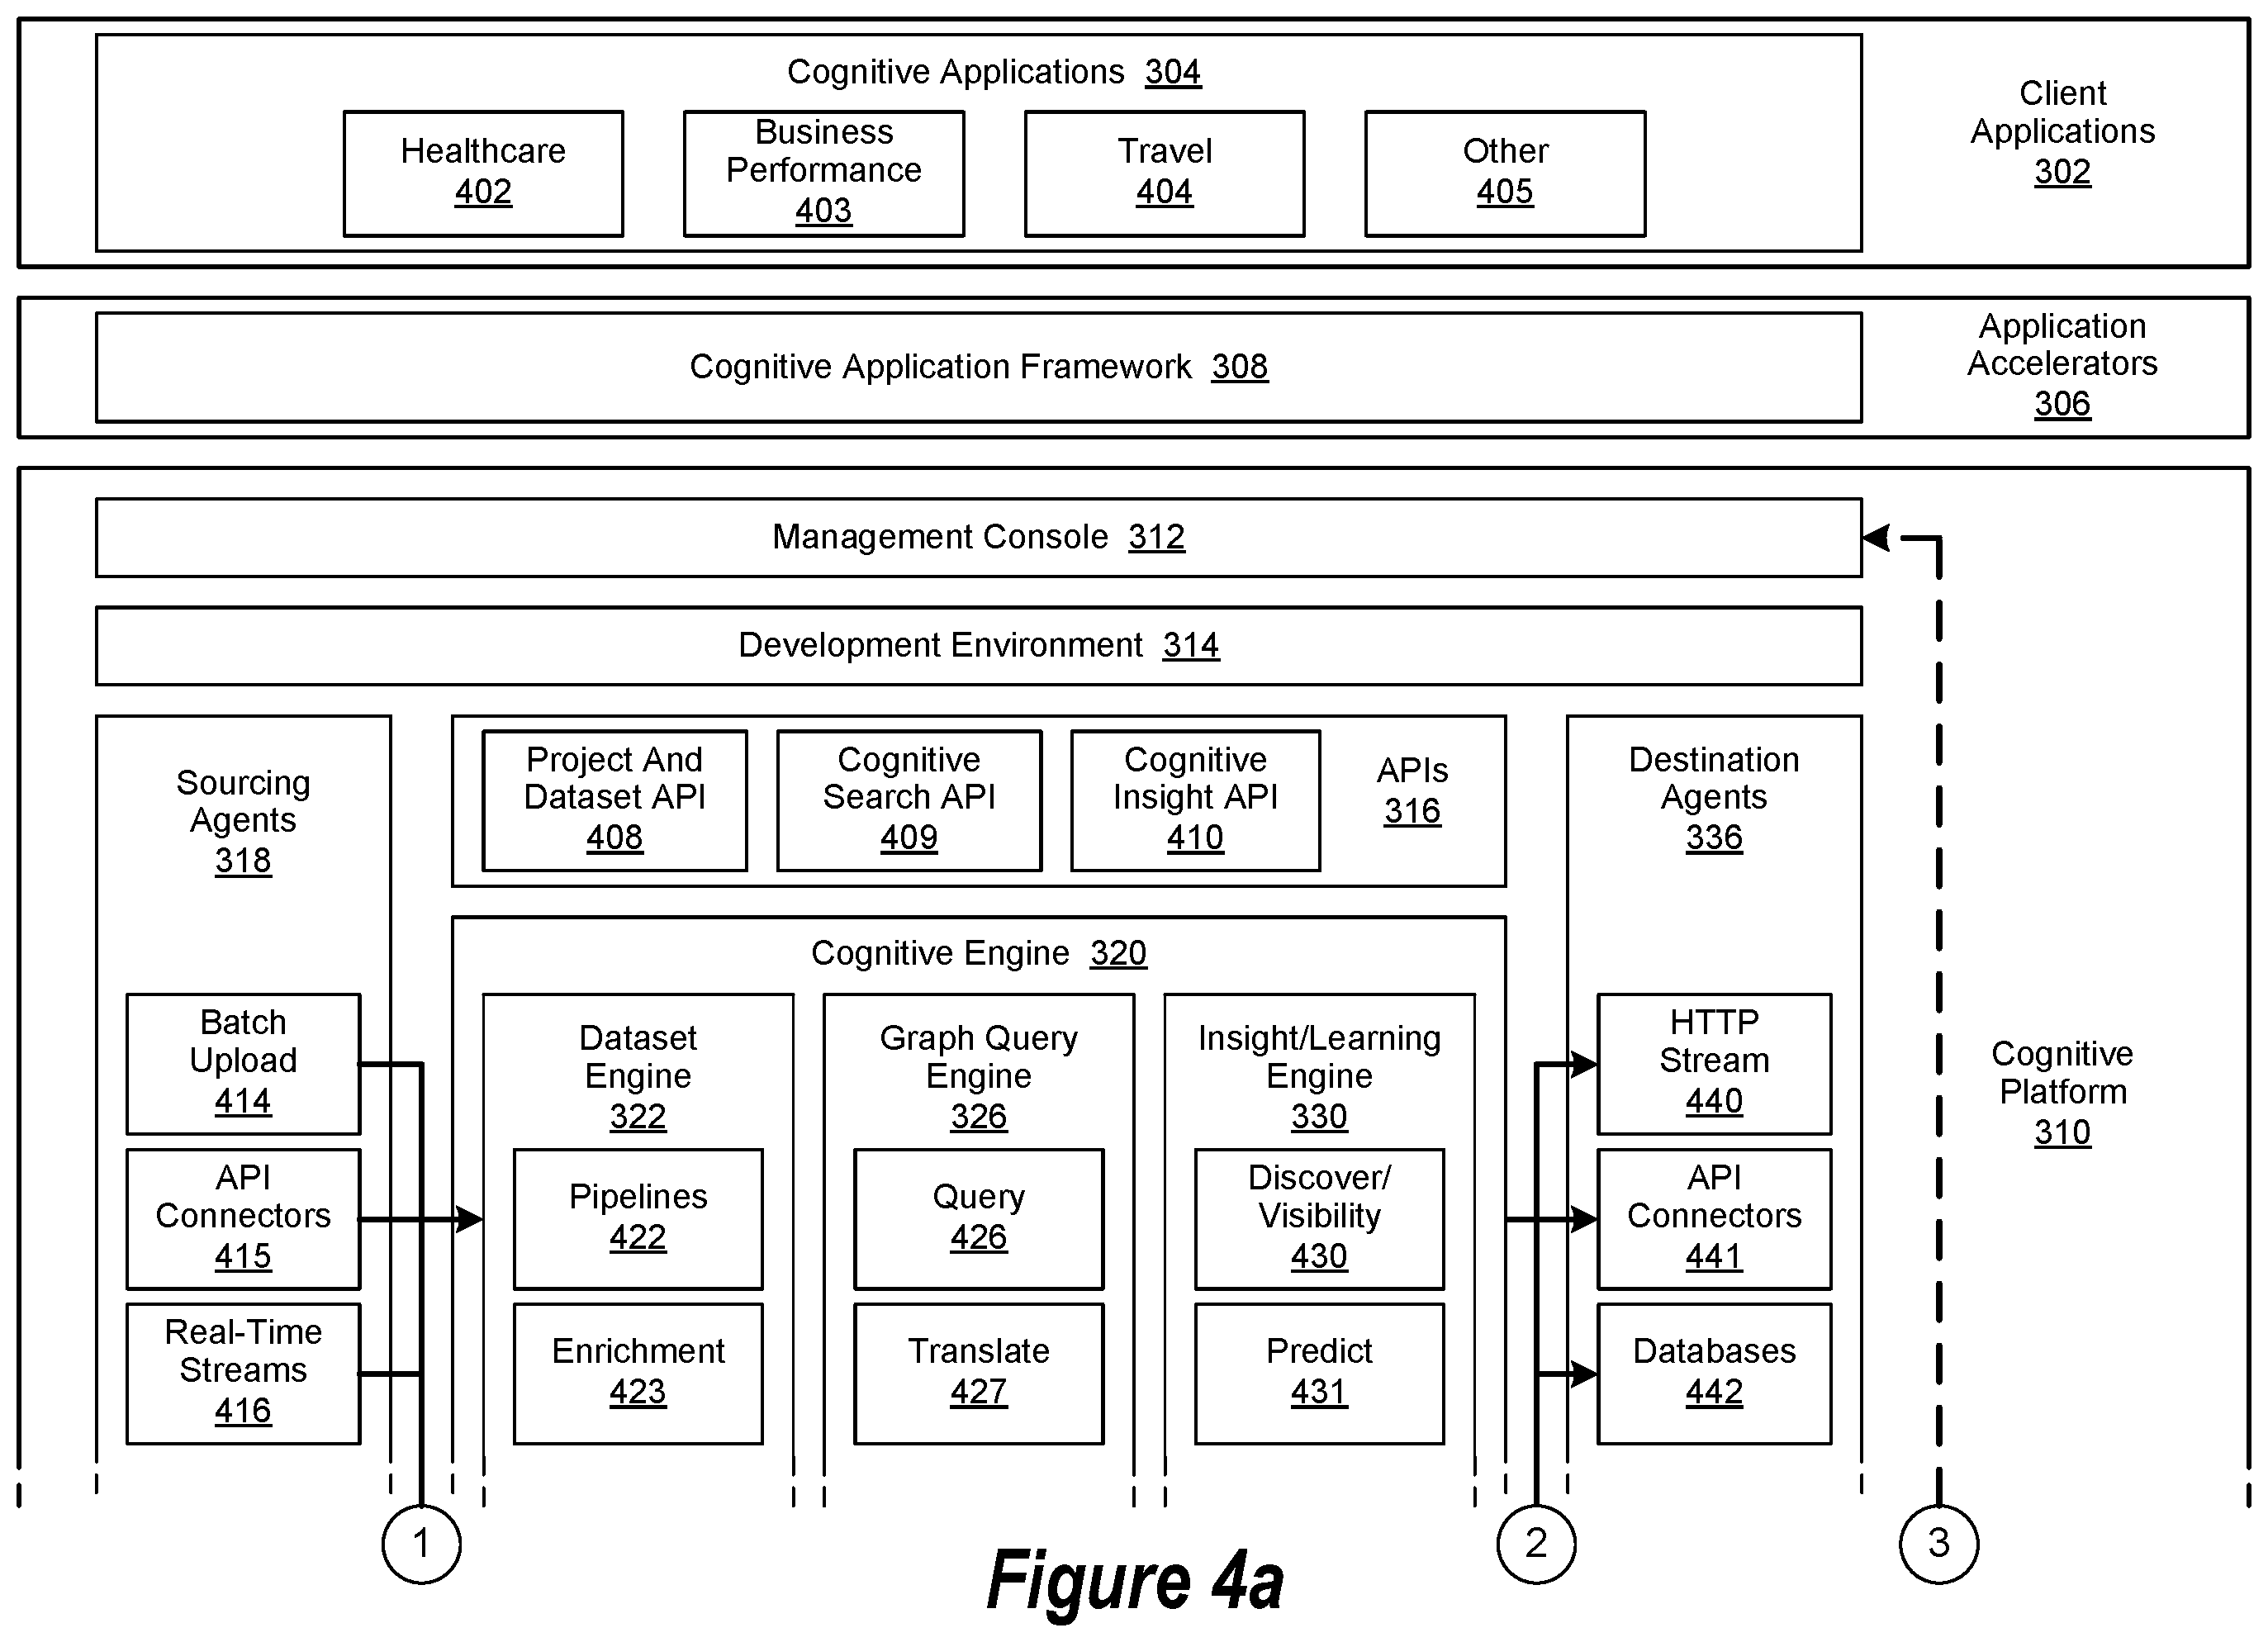 Cognitive Applications 304
Healthcare
402
Business
Performance
403
Travel
404
Other
405
Client
Applications
302
Cognitive Application Framework 308
Application
Accelerators
306
Management Console 312
Development Environment 314
Sourcing
Agents
318
Project And
Dataset API
408
Cognitive
Search API
409
Cognitive
Insight API
410
APIs
316
Destination
Agents
336
Cognitive Engine 320
Batch
Upload
414
API
Connectors
415
Real-Time
Streams
416
Dataset
Engine
322
Pipelines
422
Enrichment
423
Graph Query
Engine
326
Query
426
Translate
427
Insight/Learning
Engine
330
Discover/
Visibility
430
Predict
431
HTTP
Stream
440
API
Connectors
441
Databases
442
Cognitive
Platform
310
1
2
3
Figure 4a